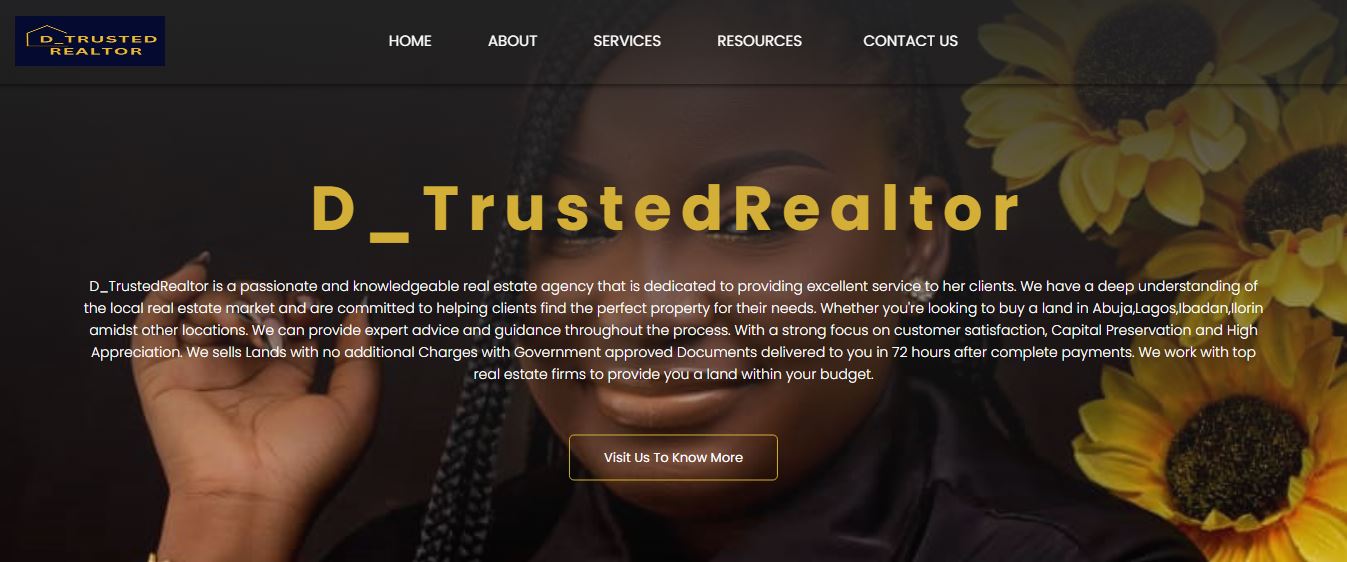 D_TRUSTED
REALTOR
HOME
ABOUT
SERVICES
RESOURCES
CONTACT US
D_TrustedRealtor
D_TrustedRealtor is a passionate and knowledgeable real estate agency that is dedicated to providing excellent service to her clients. We have a deep understanding of
the local real estate market and are committed to helping clients find the perfect property for their needs. Whether you're looking to buy a land in Abuja,Lagos,Ibadan,Ilorin
amidst other locations. We can provide expert advice and guidance throughout the process. With a strong focus on customer satisfaction, Capital Preservation and High
Appreciation. We sells Lands with no additional Charges with Government approved Documents delivered to you in 72 hours after complete payments. We work with top
real estate firms to provide you a land within your budget.
Visit Us To Know More